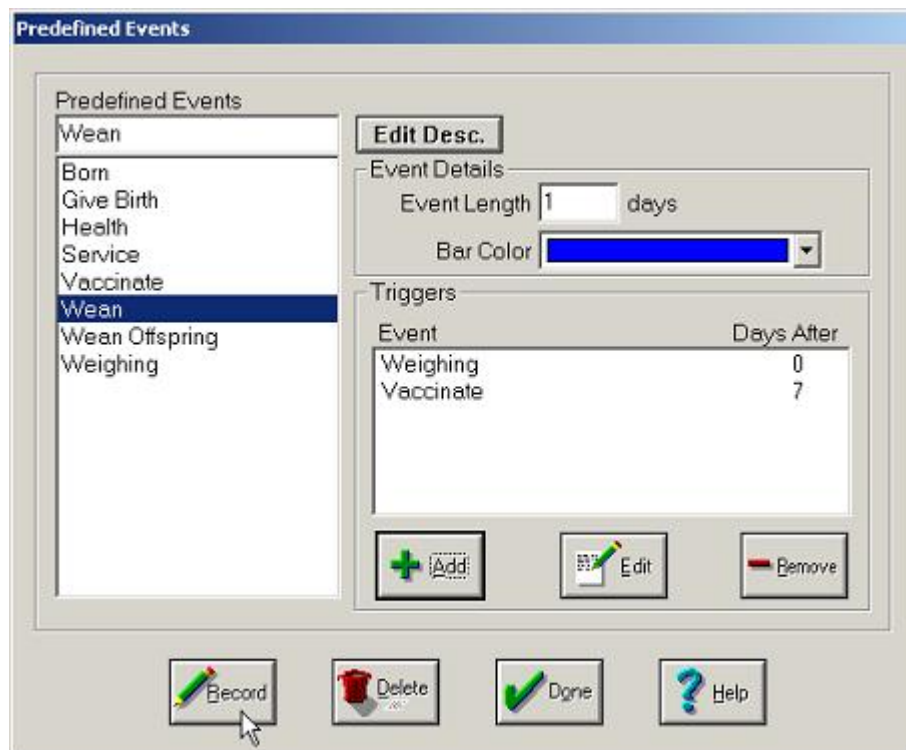 Predefined Events
Predefined Events
Wean
Edit Desc.
Born
Give Birth
Health
Service
Vaccinate
Wean
Wean Offspring
Weighing
Event Details
Event Length 1 days
Bar Color
Triggers
Event Days After
Weighing 0
Vaccinate 7
Add
Edit
Remove
Record
Delete
Done
Help